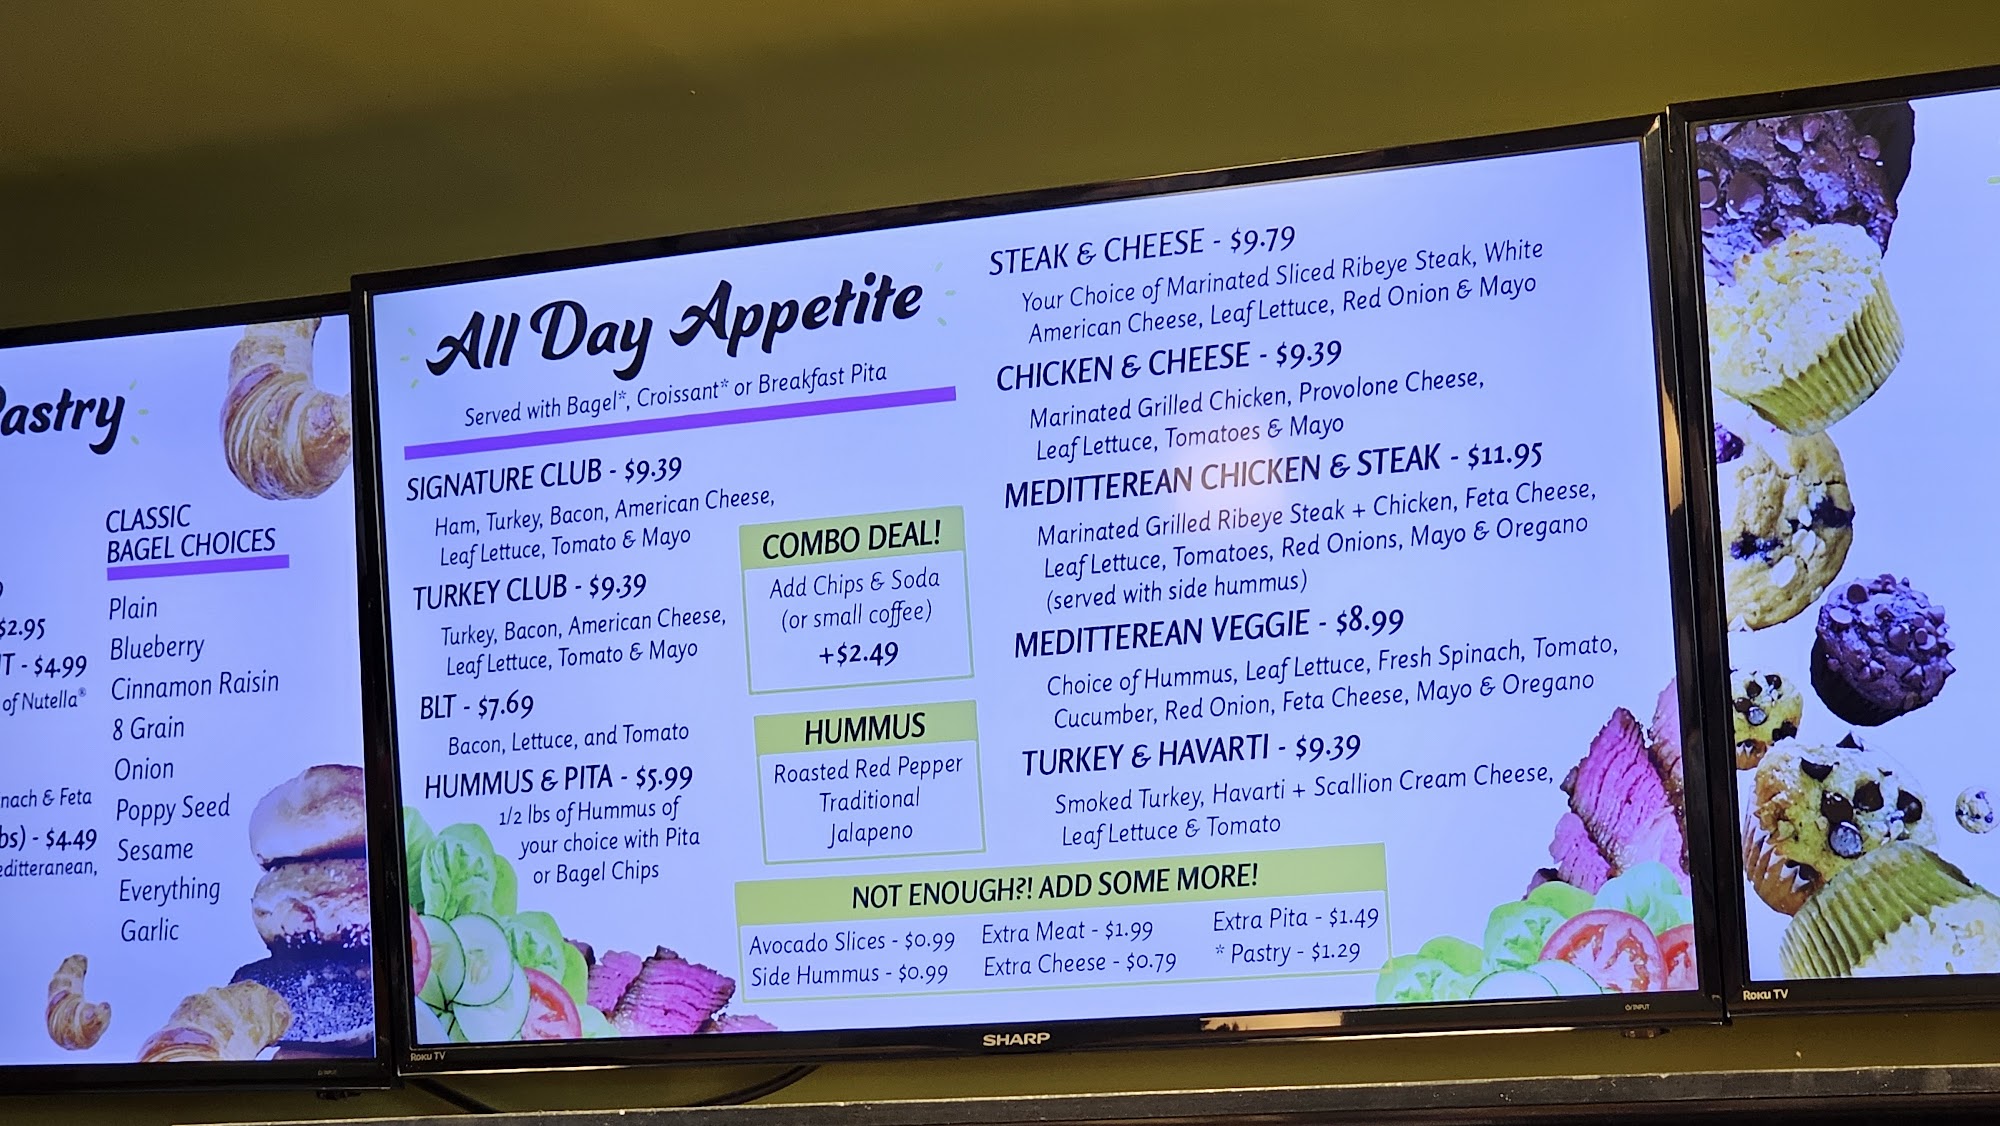 astry
$2.95
T - $4.99
of Nutella®
nach & Feta
bs) - $4.49
editteranean,
CLASSIC
BAGEL CHOICES
Plain
Blueberry
Cinnamon Raisin
8 Grain
Onion
Poppy Seed
Sesame
Everything
Garlic
All Day Appetite
Served with Bagel*, Croissant* or Breakfast Pita
SIGNATURE CLUB - $9.39
Ham, Turkey, Bacon, American Cheese,
Leaf Lettuce, Tomato & Mayo
TURKEY CLUB - $9.39
Turkey, Bacon, American Cheese,
Leaf Lettuce, Tomato & Mayo
BLT - $7.69
Bacon, Lettuce, and Tomato
HUMMUS & PITA - $5.99
1/2 lbs of Hummus of
your choice with Pita
or Bagel Chips
COMBO DEAL!
Add Chips & Soda
(or small coffee)
+$2.49
HUMMUS
Roasted Red Pepper
Traditional
Jalapeno
STEAK & CHEESE - $9.79
Your Choice of Marinated Sliced Ribeye Steak, White
American Cheese, Leaf Lettuce, Red Onion & Mayo
CHICKEN & CHEESE - $9.39
Marinated Grilled Chicken, Provolone Cheese,
Leaf Lettuce, Tomatoes & Mayo
MEDITTEREAN CHICKEN & STEAK - $11.95
Marinated Grilled Ribeye Steak + Chicken, Feta Cheese,
Leaf Lettuce, Tomatoes, Red Onions, Mayo & Oregano
(served with side hummus)
MEDITTEREAN VEGGIE - $8.99
Choice of Hummus, Leaf Lettuce, Fresh Spinach, Tomato,
Cucumber, Red Onion, Feta Cheese, Mayo & Oregano
TURKEY & HAVARTI - $9.39
Smoked Turkey, Havarti + Scallion Cream Cheese,
Leaf Lettuce & Tomato
NOT ENOUGH?! ADD SOME MORE!
Avocado Slices - $0.99 Extra Meat - $1.99 Extra Pita - $1.49
Side Hummus - $0.99 Extra Cheese - $0.79 * Pastry - $1.29
Roku TV
SHARP
Roku TV